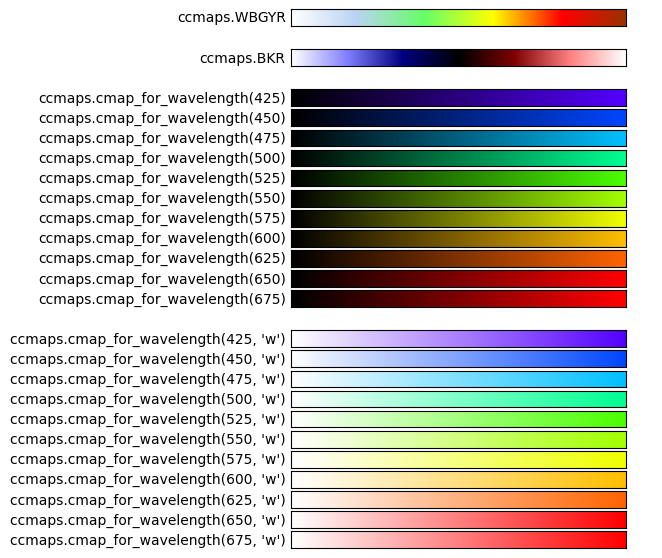 ccmaps.WBGYR
ccmaps.BKR
ccmaps.cmap_for_wavelength(425)
ccmaps.cmap_for_wavelength(450)
ccmaps.cmap_for_wavelength(475)
ccmaps.cmap_for_wavelength(500)
ccmaps.cmap_for_wavelength(525)
ccmaps.cmap_for_wavelength(550)
ccmaps.cmap_for_wavelength(575)
ccmaps.cmap_for_wavelength(600)
ccmaps.cmap_for_wavelength(625)
ccmaps.cmap_for_wavelength(650)
ccmaps.cmap_for_wavelength(675)
ccmaps.cmap_for_wavelength(425, 'w')
ccmaps.cmap_for_wavelength(450, 'w')
ccmaps.cmap_for_wavelength(475, 'w')
ccmaps.cmap_for_wavelength(500, 'w')
ccmaps.cmap_for_wavelength(525, 'w')
ccmaps.cmap_for_wavelength(550, 'w')
ccmaps.cmap_for_wavelength(575, 'w')
ccmaps.cmap_for_wavelength(600, 'w')
ccmaps.cmap_for_wavelength(625, 'w')
ccmaps.cmap_for_wavelength(650, 'w')
ccmaps.cmap_for_wavelength(675, 'w')